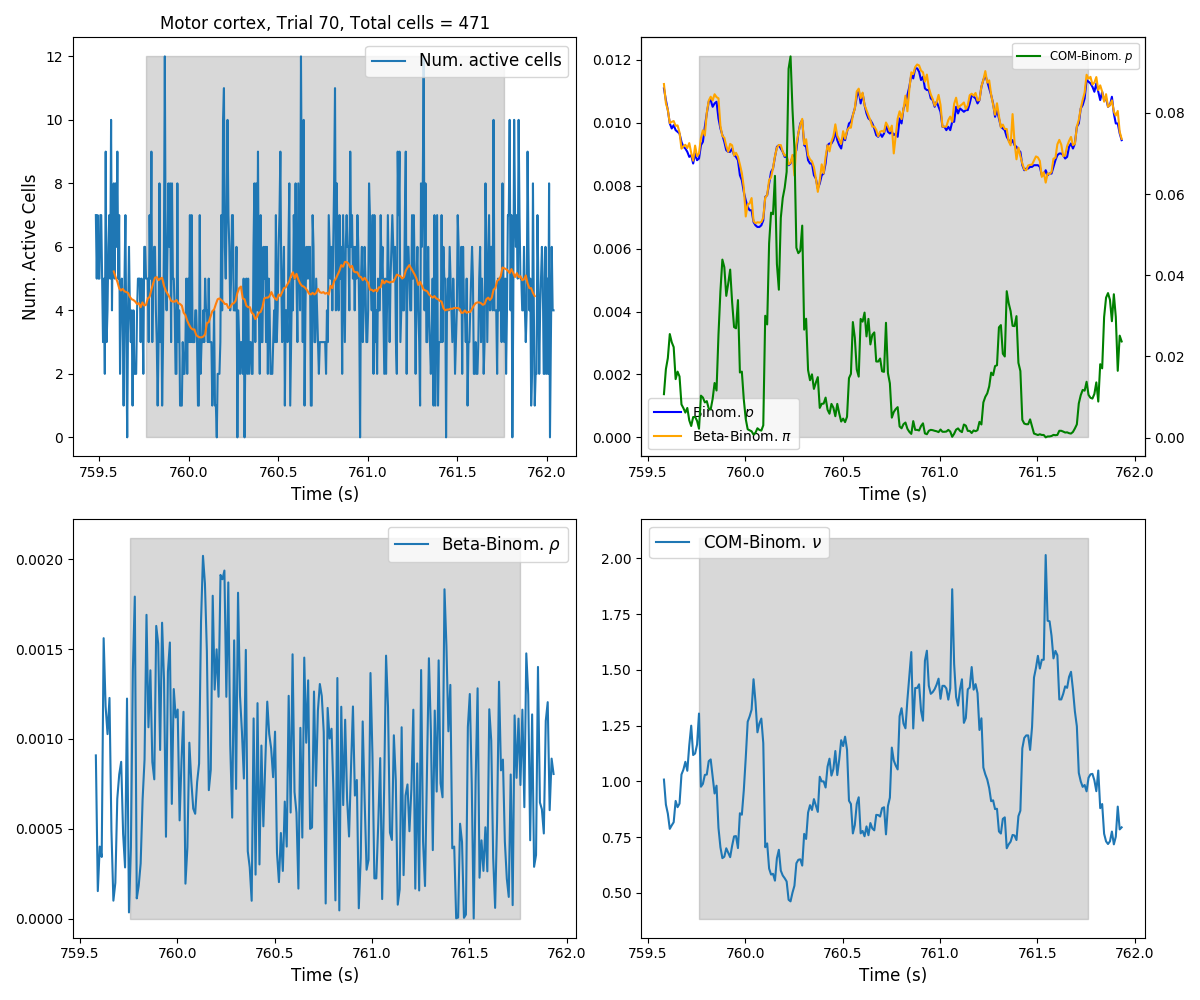 Motor cortex, Trial 70, Total cells = 471
Num. active cells
Num. Active Cells
12
10
8
6
4
2
0
759.5 760.0 760.5 761.0 761.5 762.0
Time (s)
COM-Binom. p
0.012
0.010
0.008
0.006
0.004
0.002
0.000
0.08
0.06
0.04
0.02
0.00
Binom. p
Beta-Binom. π
759.5 760.0 760.5 761.0 761.5 762.0
Time (s)
Beta-Binom. ρ
0.0020
0.0015
0.0010
0.0005
0.0000
759.5 760.0 760.5 761.0 761.5 762.0
Time (s)
COM-Binom. ν
2.00
1.75
1.50
1.25
1.00
0.75
0.50
759.5 760.0 760.5 761.0 761.5 762.0
Time (s)